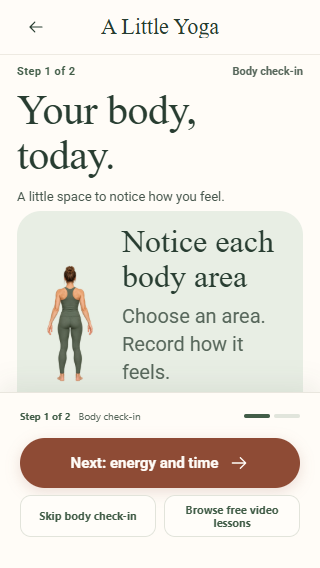 A Little Yoga
Step 1 of 2
Body check-in
Your body,
today.
A little space to notice how you feel.
Notice each
body area
Choose an area.
Record how it
feels.
Step 1 of 2 Body check-in
Next: energy and time
Skip body check-in
Browse free video
lessons